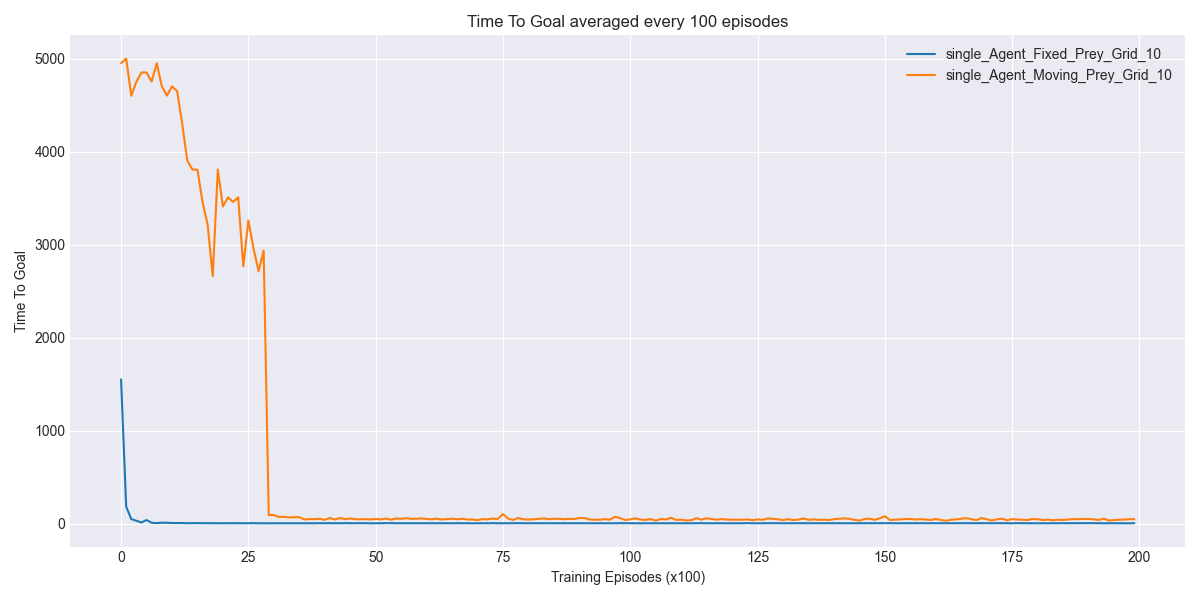 Time To Goal averaged every 100 episodes
single_Agent_Fixed_Prey_Grid_10
single_Agent_Moving_Prey_Grid_10
Time To Goal
5000
4000
3000
2000
1000
0
0 25 50 75 100 125 150 175 200
Training Episodes (x100)